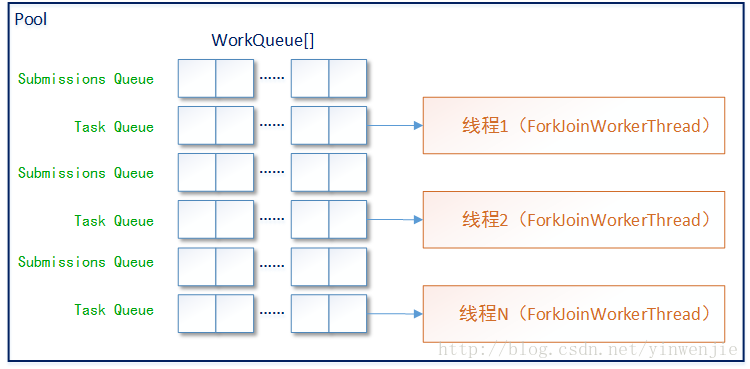 Pool
WorkQueue[]
Submissions Queue ······
Task Queue ······ 线程1（ForkJoinWorkerThread）
Submissions Queue ······
Task Queue ······ 线程2（ForkJoinWorkerThread）
Submissions Queue ······
Task Queue ······ 线程N（ForkJoinWorkerThread）
http://blog.csdn.net/yinwenjie